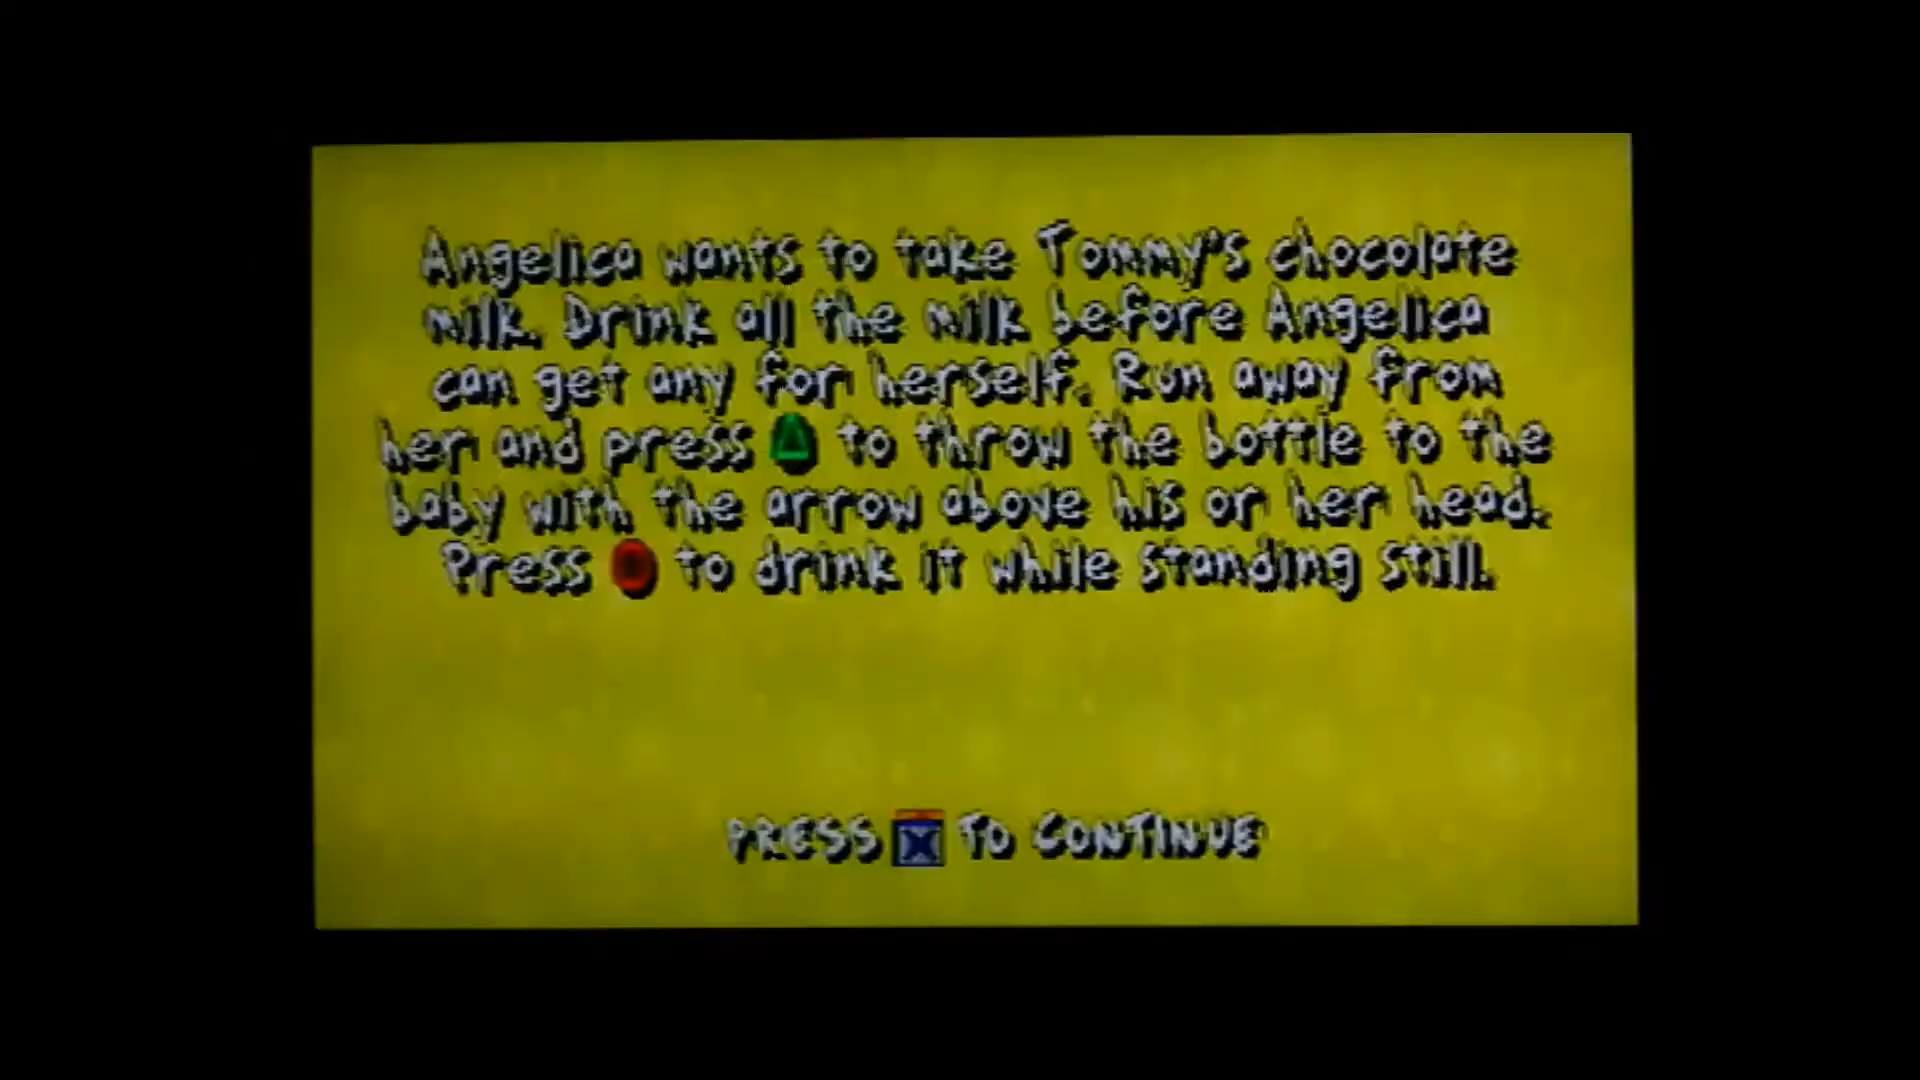 Angelica wants to take Tommy's chocolate
milk. Drink all the milk before Angelica
can get any for herself. Run away from
her and press △ to throw the bottle to the
baby with the arrow above his or her head.
Press ○ to drink it while standing still.
PRESS X TO CONTINUE